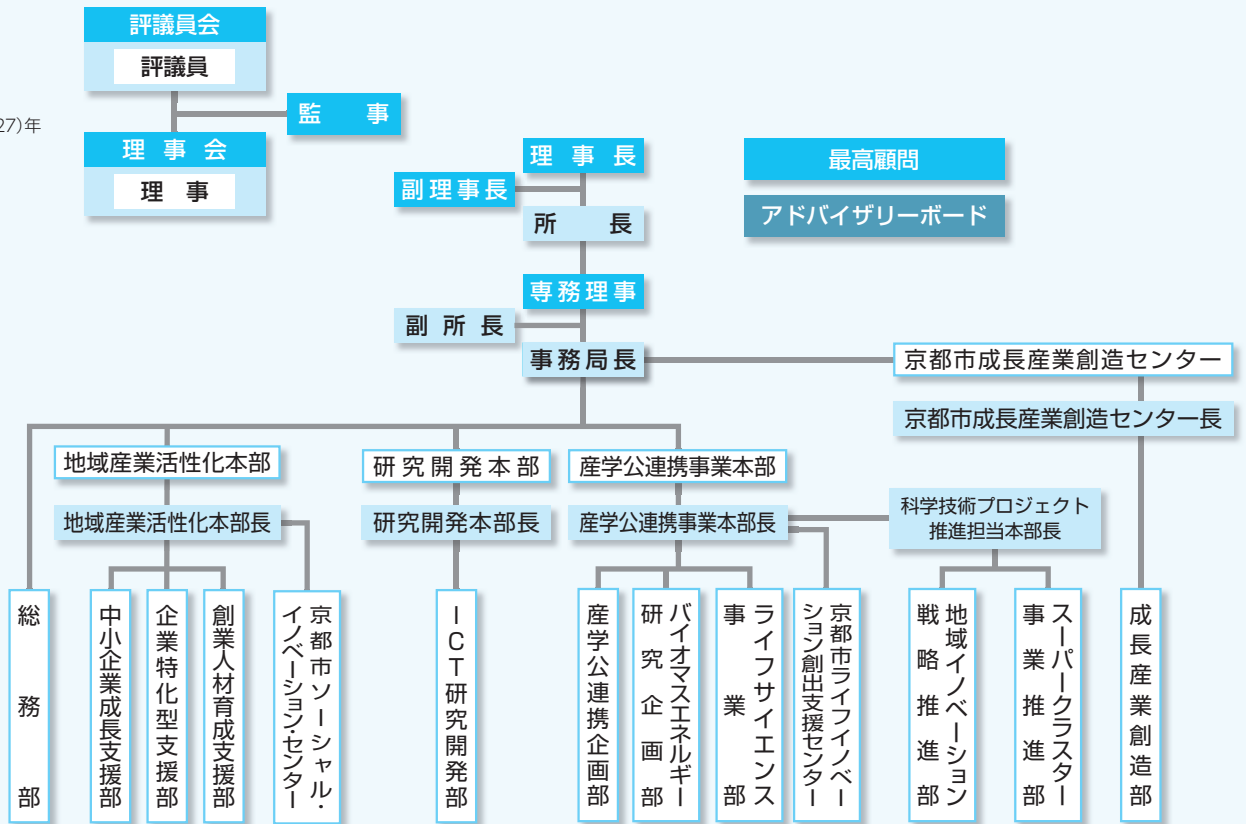 評議員会
評議員
監　事
27)年
理事会
理　事
理事長
副理事長
所　長
最高顧問
アドバイザリーボード
専務理事
副所長
事務局長
京都市成長産業創造センター
京都市成長産業創造センター長
地域産業活性化本部
研究開発本部
産学公連携事業本部
地域産業活性化本部長
研究開発本部長
産学公連携事業本部長
科学技術プロジェクト
推進担当本部長
総務部
中小企業成長支援部
企業特化型支援部
創業人材育成支援部
京都市ソーシャル・
イノベーション・センター
ICT研究開発部
産学公連携企画部
バイオマスエネルギー
研究企画部
ライフサイエンス
事業部
京都市ライフイノベー
ション創出支援センター
地域イノベーション
戦略推進部
スーパークラスター
事業推進部
成長産業創造部